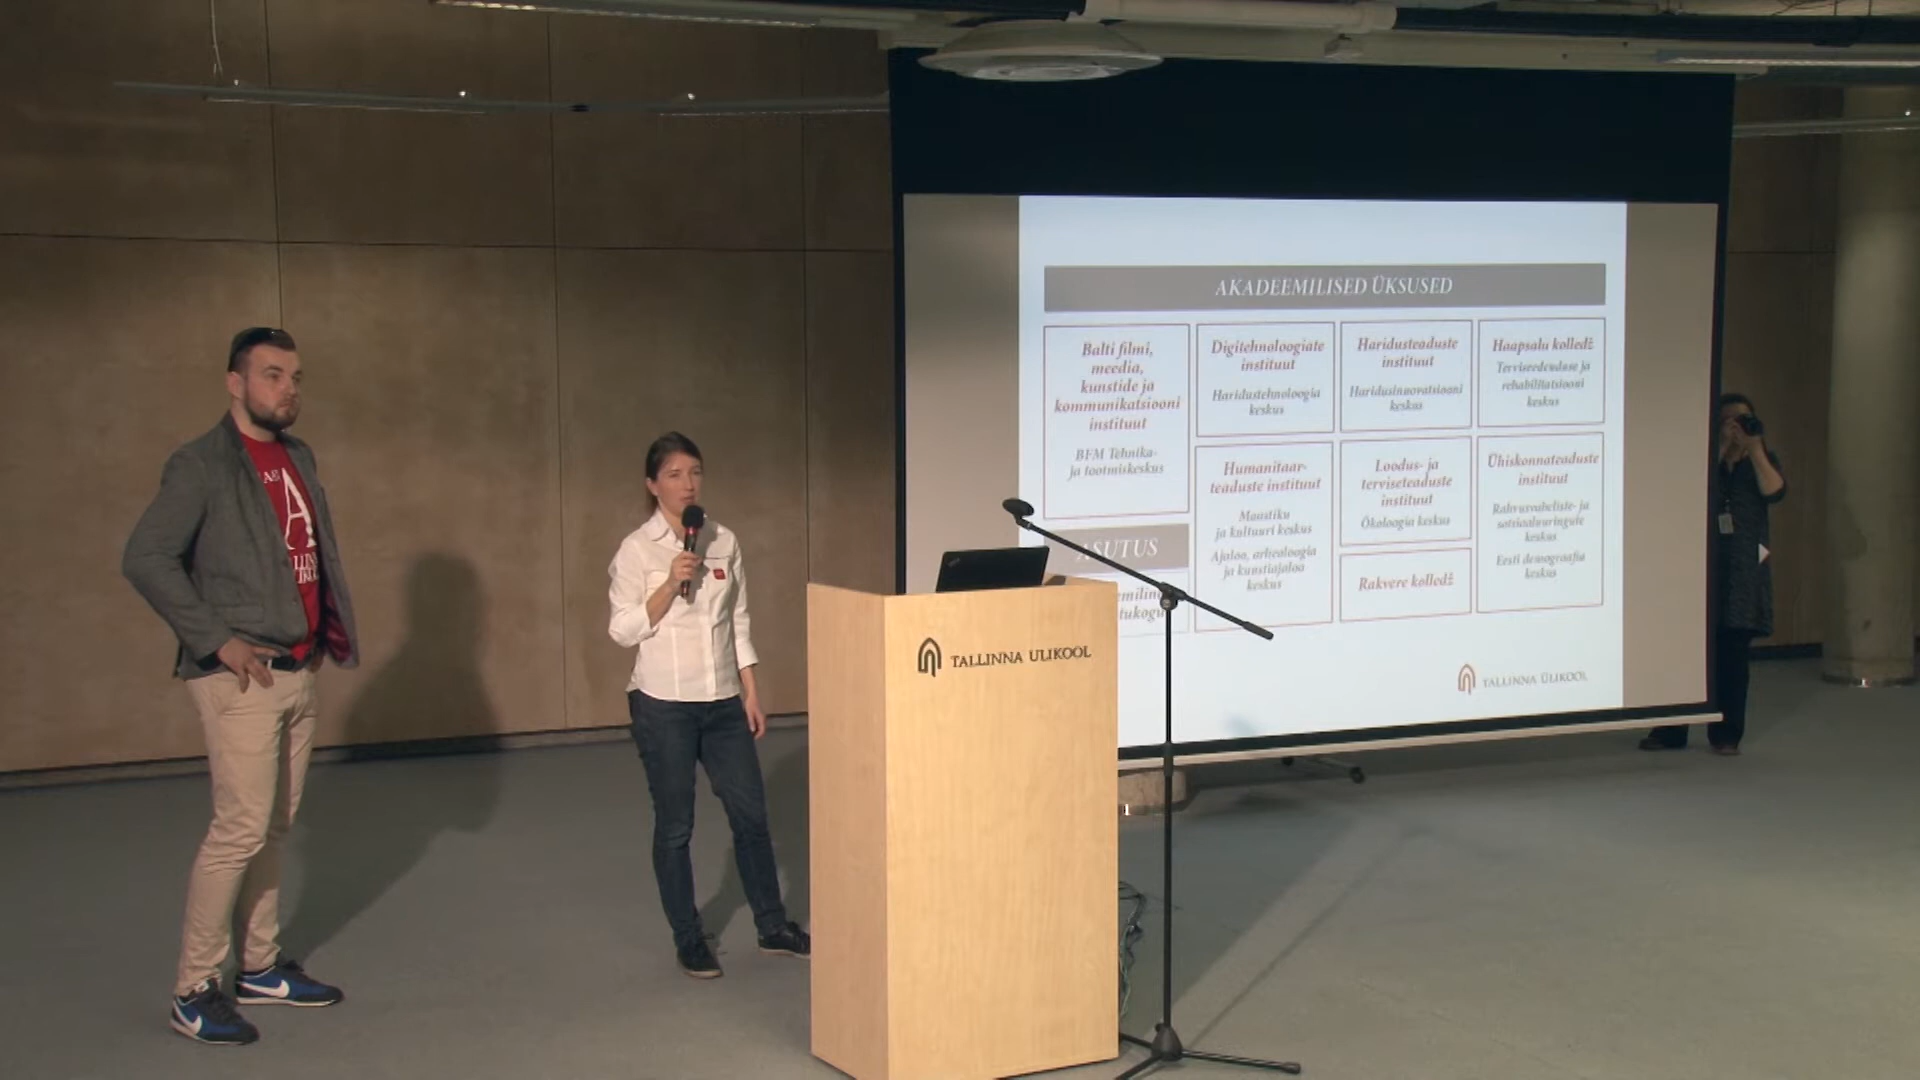 AKADEEMILISED ÜKSUSED
Balti filmi,
meedia,
kunstide ja
kommunikatsiooni
instituut
BFM Tehnika-
ja tootmiskeskus
Digitehnoloogiate
instituut
Haridustehnoloogia
keskus
Haridusteaduste
instituut
Haridusinnovatsiooni
keskus
Haapsalu kolledž
Terviseedenduse ja
rehabilitatsiooni
keskus
Humanitaar-
teaduste instituut
Maastiku
ja kultuuri keskus
Ajaloo, arheoloogia
ja kunstiajaloo
keskus
Loodus- ja
terviseteaduste
instituut
Ökoloogia keskus
Rakvere kolledž
Ühiskonnateaduste
instituut
Rahvusvaheliste- ja
sotsiaaluuringute
keskus
Eesti demograafia
keskus
ASUTUS
emiline
tukogu
TALLINNA ÜLIKOOL
TALLINNA ÜLIKOOL
A